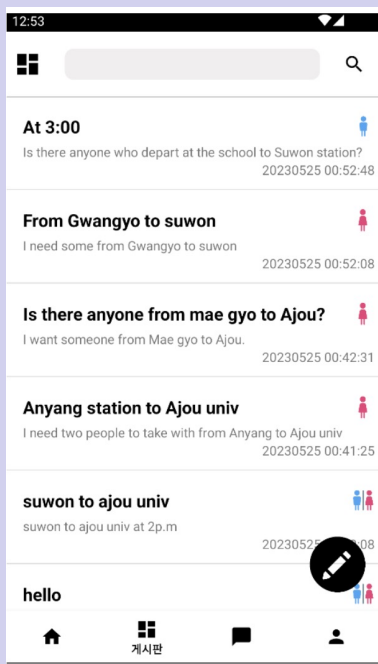 12:53
At 3:00
Is there anyone who depart at the school to Suwon station?
20230525 00:52:48
From Gwangyo to suwon
I need some from Gwangyo to suwon
20230525 00:52:08
Is there anyone from mae gyo to Ajou?
I want someone from Mae gyo to Ajou.
20230525 00:42:31
Anyang station to Ajou univ
I need two people to take with from Anyang to Ajou univ
20230525 00:41:25
suwon to ajou univ
suwon to ajou univ at 2p.m
20230525
hello
게시판